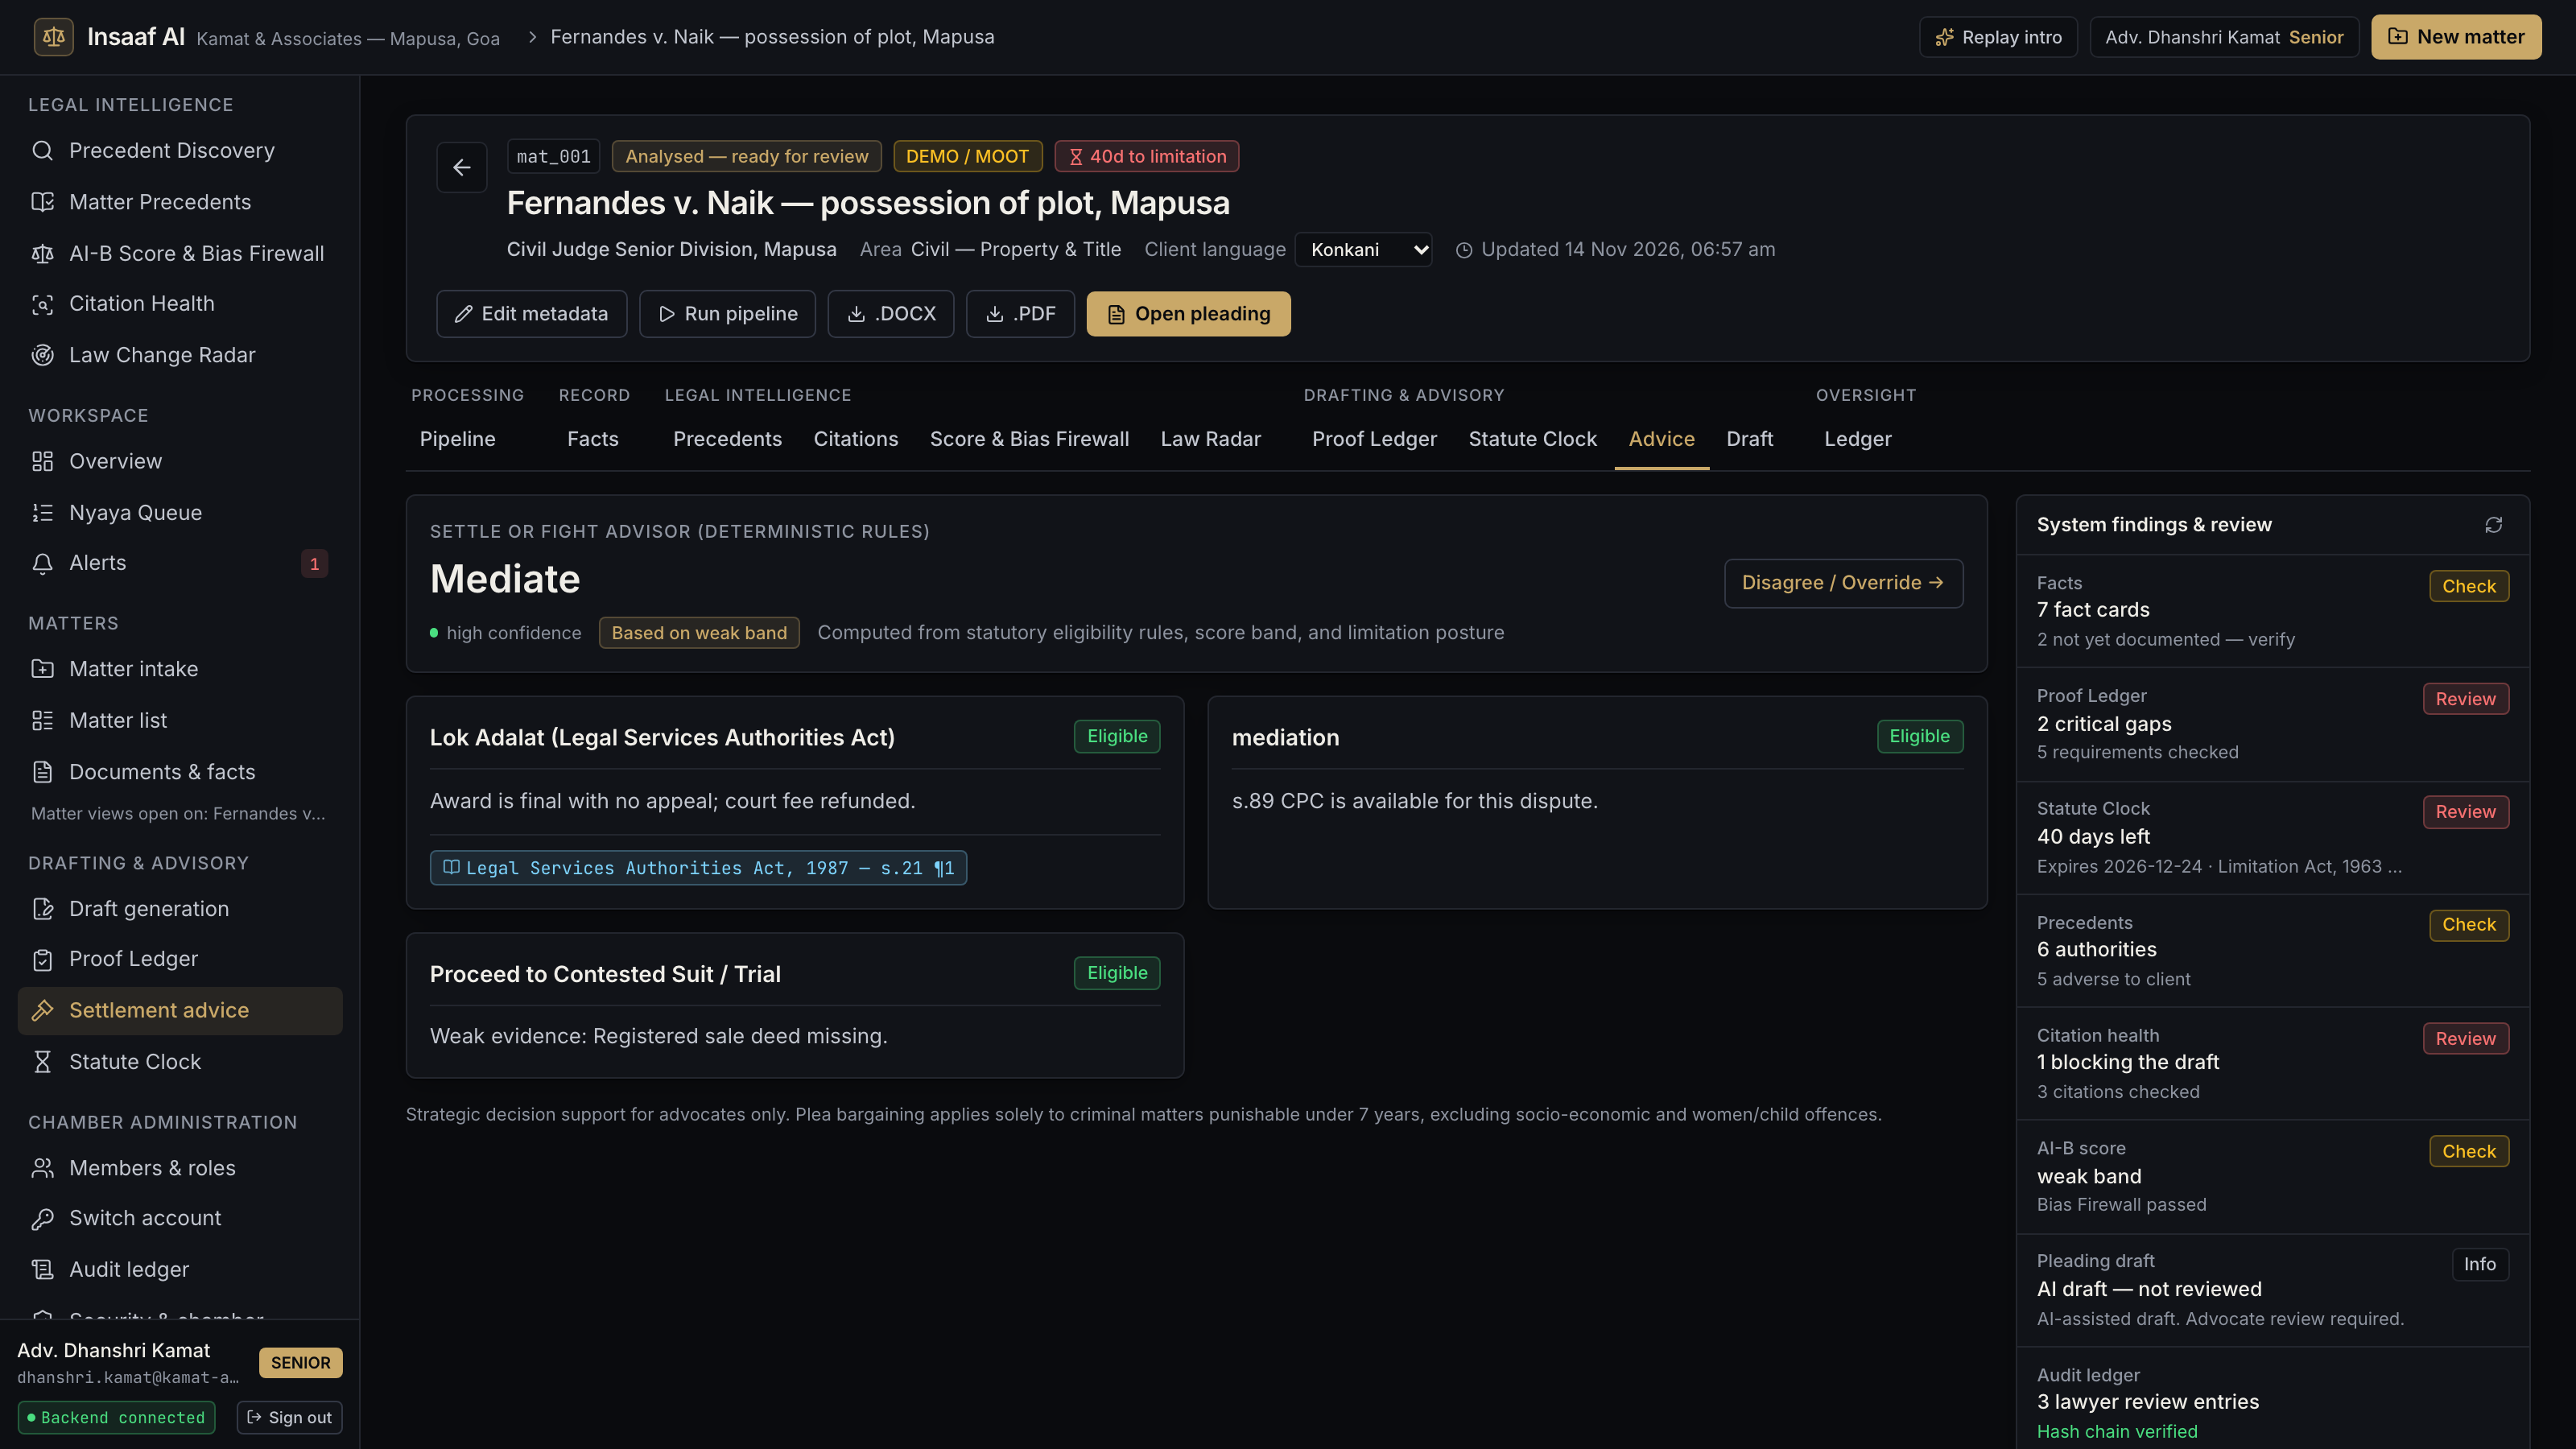 Insaaf AI Kamat & Associates — Mapusa, Goa
Fernandes v. Naik — possession of plot, Mapusa
Replay intro
Adv. Dhanshri Kamat Senior
New matter
LEGAL INTELLIGENCE
Precedent Discovery
Matter Precedents
AI-B Score & Bias Firewall
Citation Health
Law Change Radar
WORKSPACE
Overview
Nyaya Queue
Alerts 1
MATTERS
Matter intake
Matter list
Documents & facts
Matter views open on: Fernandes v...
DRAFTING & ADVISORY
Draft generation
Proof Ledger
Settlement advice
Statute Clock
CHAMBER ADMINISTRATION
Members & roles
Switch account
Audit ledger
Security & chamber
Adv. Dhanshri Kamat
dhanshri.kamat@kamat-a…
SENIOR
Backend connected
Sign out
mat_001 Analysed — ready for review DEMO / MOOT 40d to limitation
Fernandes v. Naik — possession of plot, Mapusa
Civil Judge Senior Division, Mapusa Area Civil — Property & Title Client language Konkani Updated 14 Nov 2026, 06:57 am
Edit metadata Run pipeline .DOCX .PDF Open pleading
PROCESSING RECORD LEGAL INTELLIGENCE DRAFTING & ADVISORY OVERSIGHT
Pipeline Facts Precedents Citations Score & Bias Firewall Law Radar Proof Ledger Statute Clock Advice Draft Ledger
SETTLE OR FIGHT ADVISOR (DETERMINISTIC RULES)
Mediate
Disagree / Override →
high confidence Based on weak band Computed from statutory eligibility rules, score band, and limitation posture
Lok Adalat (Legal Services Authorities Act) Eligible
Award is final with no appeal; court fee refunded.
Legal Services Authorities Act, 1987 — s.21 ¶1
mediation Eligible
s.89 CPC is available for this dispute.
Proceed to Contested Suit / Trial Eligible
Weak evidence: Registered sale deed missing.
Strategic decision support for advocates only. Plea bargaining applies solely to criminal matters punishable under 7 years, excluding socio-economic and women/child offences.
System findings & review
Facts
7 fact cards
2 not yet documented — verify
Check
Proof Ledger
2 critical gaps
5 requirements checked
Review
Statute Clock
40 days left
Expires 2026-12-24 · Limitation Act, 1963 ...
Review
Precedents
6 authorities
5 adverse to client
Check
Citation health
1 blocking the draft
3 citations checked
Review
AI-B score
weak band
Bias Firewall passed
Check
Pleading draft
AI draft — not reviewed
AI-assisted draft. Advocate review required.
Info
Audit ledger
3 lawyer review entries
Hash chain verified